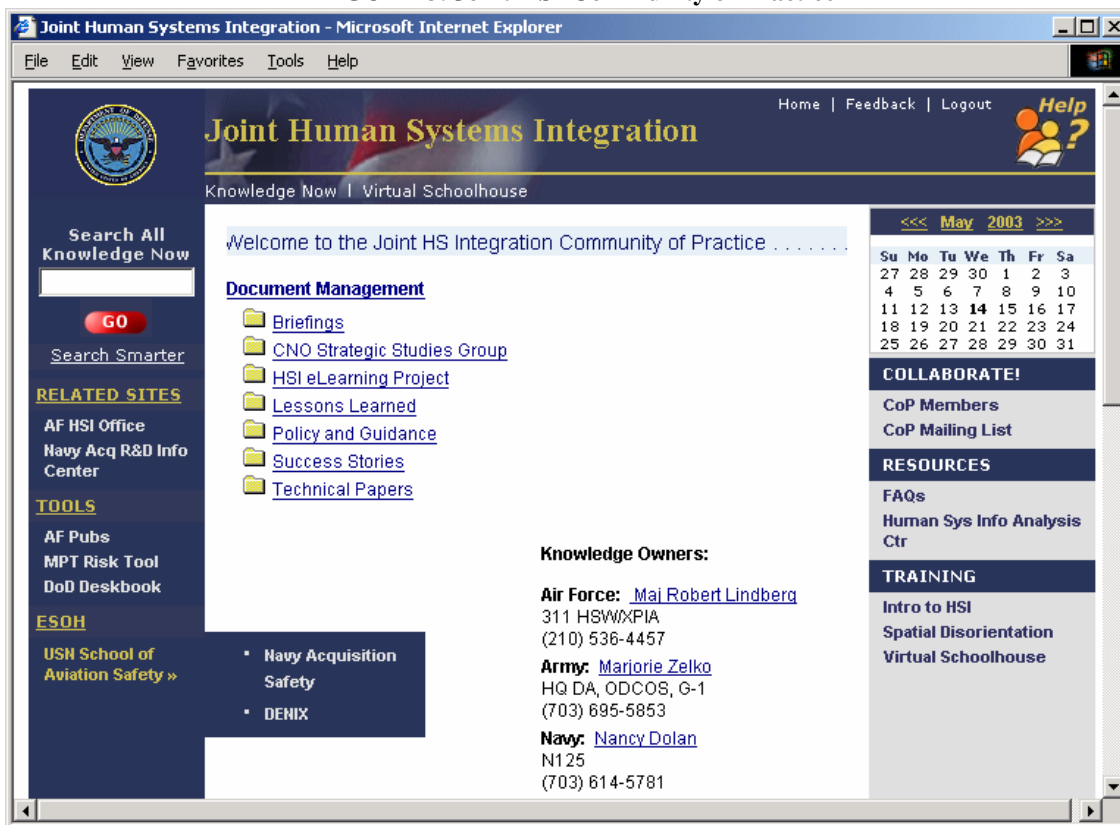 Joint Human Systems Integration - Microsoft Internet Explorer
File Edit View Favorites Tools Help
Home | Feedback | Logout
Help
?
Joint Human Systems Integration
Knowledge Now | Virtual Schoolhouse
Search All
Knowledge Now
GO
Search Smarter
RELATED SITES
AF HSI Office
Navy Acq R&D Info
Center
TOOLS
AF Pubs
MPT Risk Tool
DoD Deskbook
ESOH
USN School of
Aviation Safety »
• Navy Acquisition
Safety
• DENIX
Welcome to the Joint HS Integration Community of Practice . . . . . . .
Document Management
Briefings
CNO Strategic Studies Group
HSI eLearning Project
Lessons Learned
Policy and Guidance
Success Stories
Technical Papers
Knowledge Owners:
Air Force: Maj Robert Lindberg
311 HSW/XPIA
(210) 536-4457
Army: Marjorie Zelko
HQ DA, ODCOS, G-1
(703) 695-5853
Navy: Nancy Dolan
N125
(703) 614-5781
<<< May 2003 >>>
Su Mo Tu We Th Fr Sa
27 28 29 30 1 2 3
4 5 6 7 8 9 10
11 12 13 14 15 16 17
18 19 20 21 22 23 24
25 26 27 28 29 30 31
COLLABORATE!
CoP Members
CoP Mailing List
RESOURCES
FAQs
Human Sys Info Analysis
Ctr
TRAINING
Intro to HSI
Spatial Disorientation
Virtual Schoolhouse